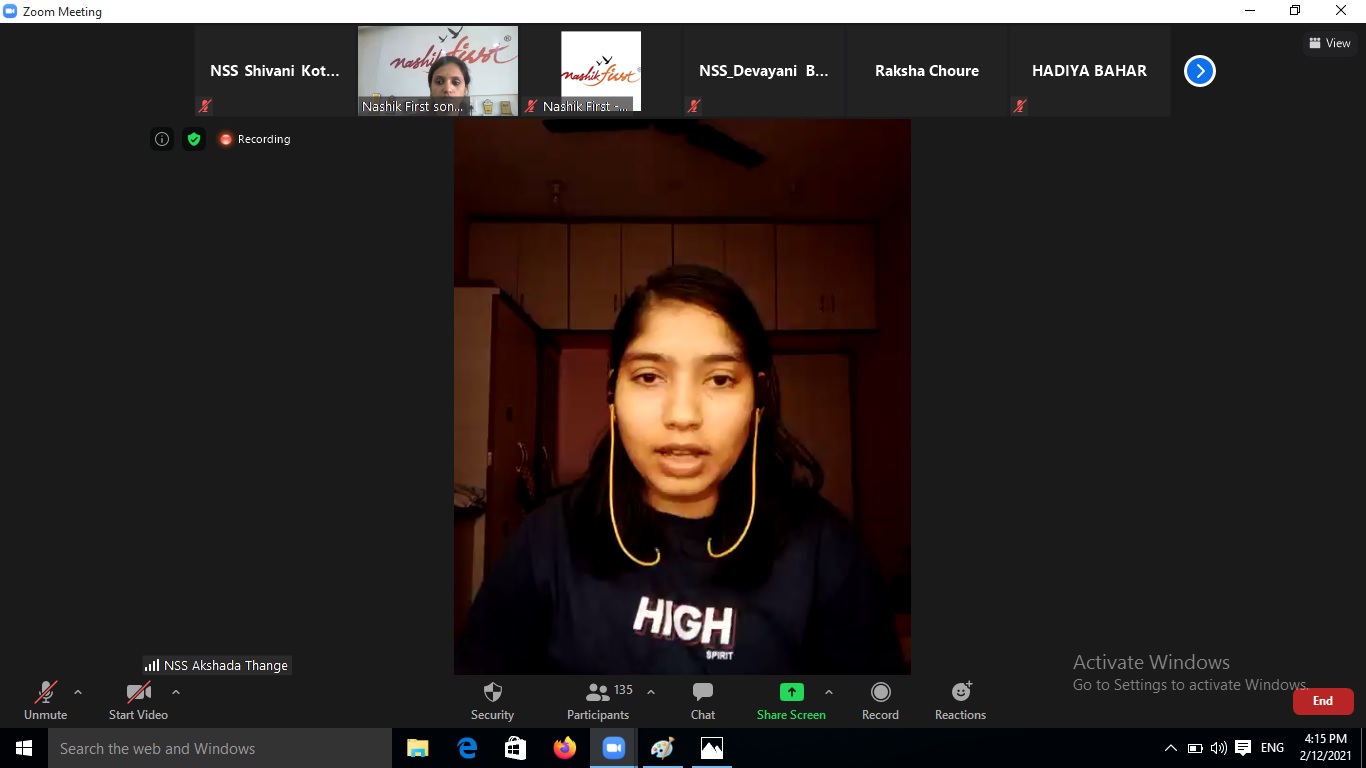 Zoom Meeting
View
NSS Shivani Kot...
nashik first®
Nashik First son...
nashik first
Nashik First -...
NSS_Devayani B...
Raksha Choure
HADIYA BAHAR
Recording
HIGH
SPIRIT
NSS Akshada Thange
Activate Windows
Go to Settings to activate Windows.
Unmute
Start Video
Security
135
Participants
Chat
Share Screen
Record
Reactions
End
Search the web and Windows
ENG
4:15 PM
2/12/2021